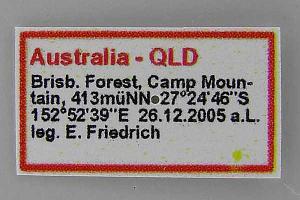 Australia - QLD
Brisb. Forest, Camp Moun-
tain, 413müNN 27°24'46"S
152°52'39"E 26.12.2005 a.L.
leg. E. Friedrich